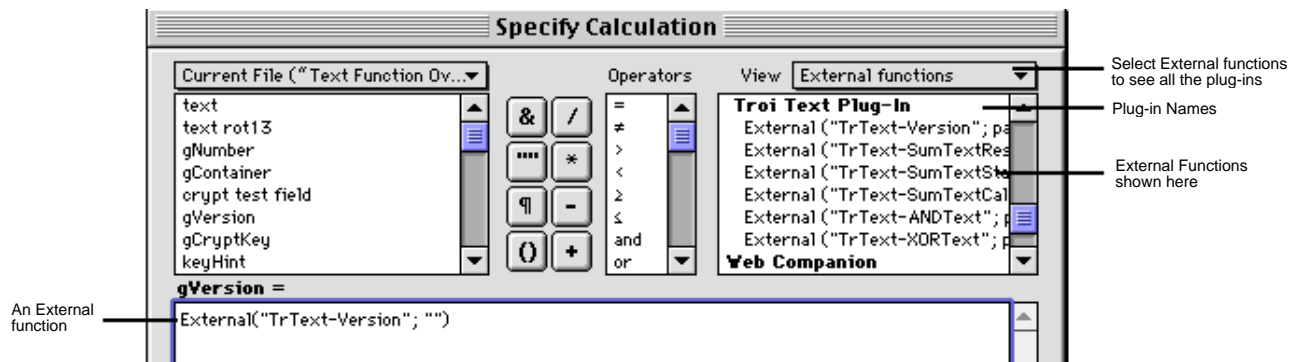 Specify Calculation
Current File ("Text Function Ov...
Operators
View
External functions
text
text rot13
gNumber
gContainer
crypt test field
gVersion
gCryptKey
keyHint
& /
"" *
¶ -
() +
=
≠
>
<
≥
≤
and
or
Troi Text Plug-In
External ("TrText-Version"; pa
External ("TrText-SumTextRes
External ("TrText-SumTextSta
External ("TrText-SumTextCal
External ("TrText-ANDText"; p
External ("TrText-XORText"; p
Web Companion
gVersion =
External("TrText-Version"; "")
Select External functions
to see all the plug-ins
Plug-in Names
External Functions
shown here
An External
function